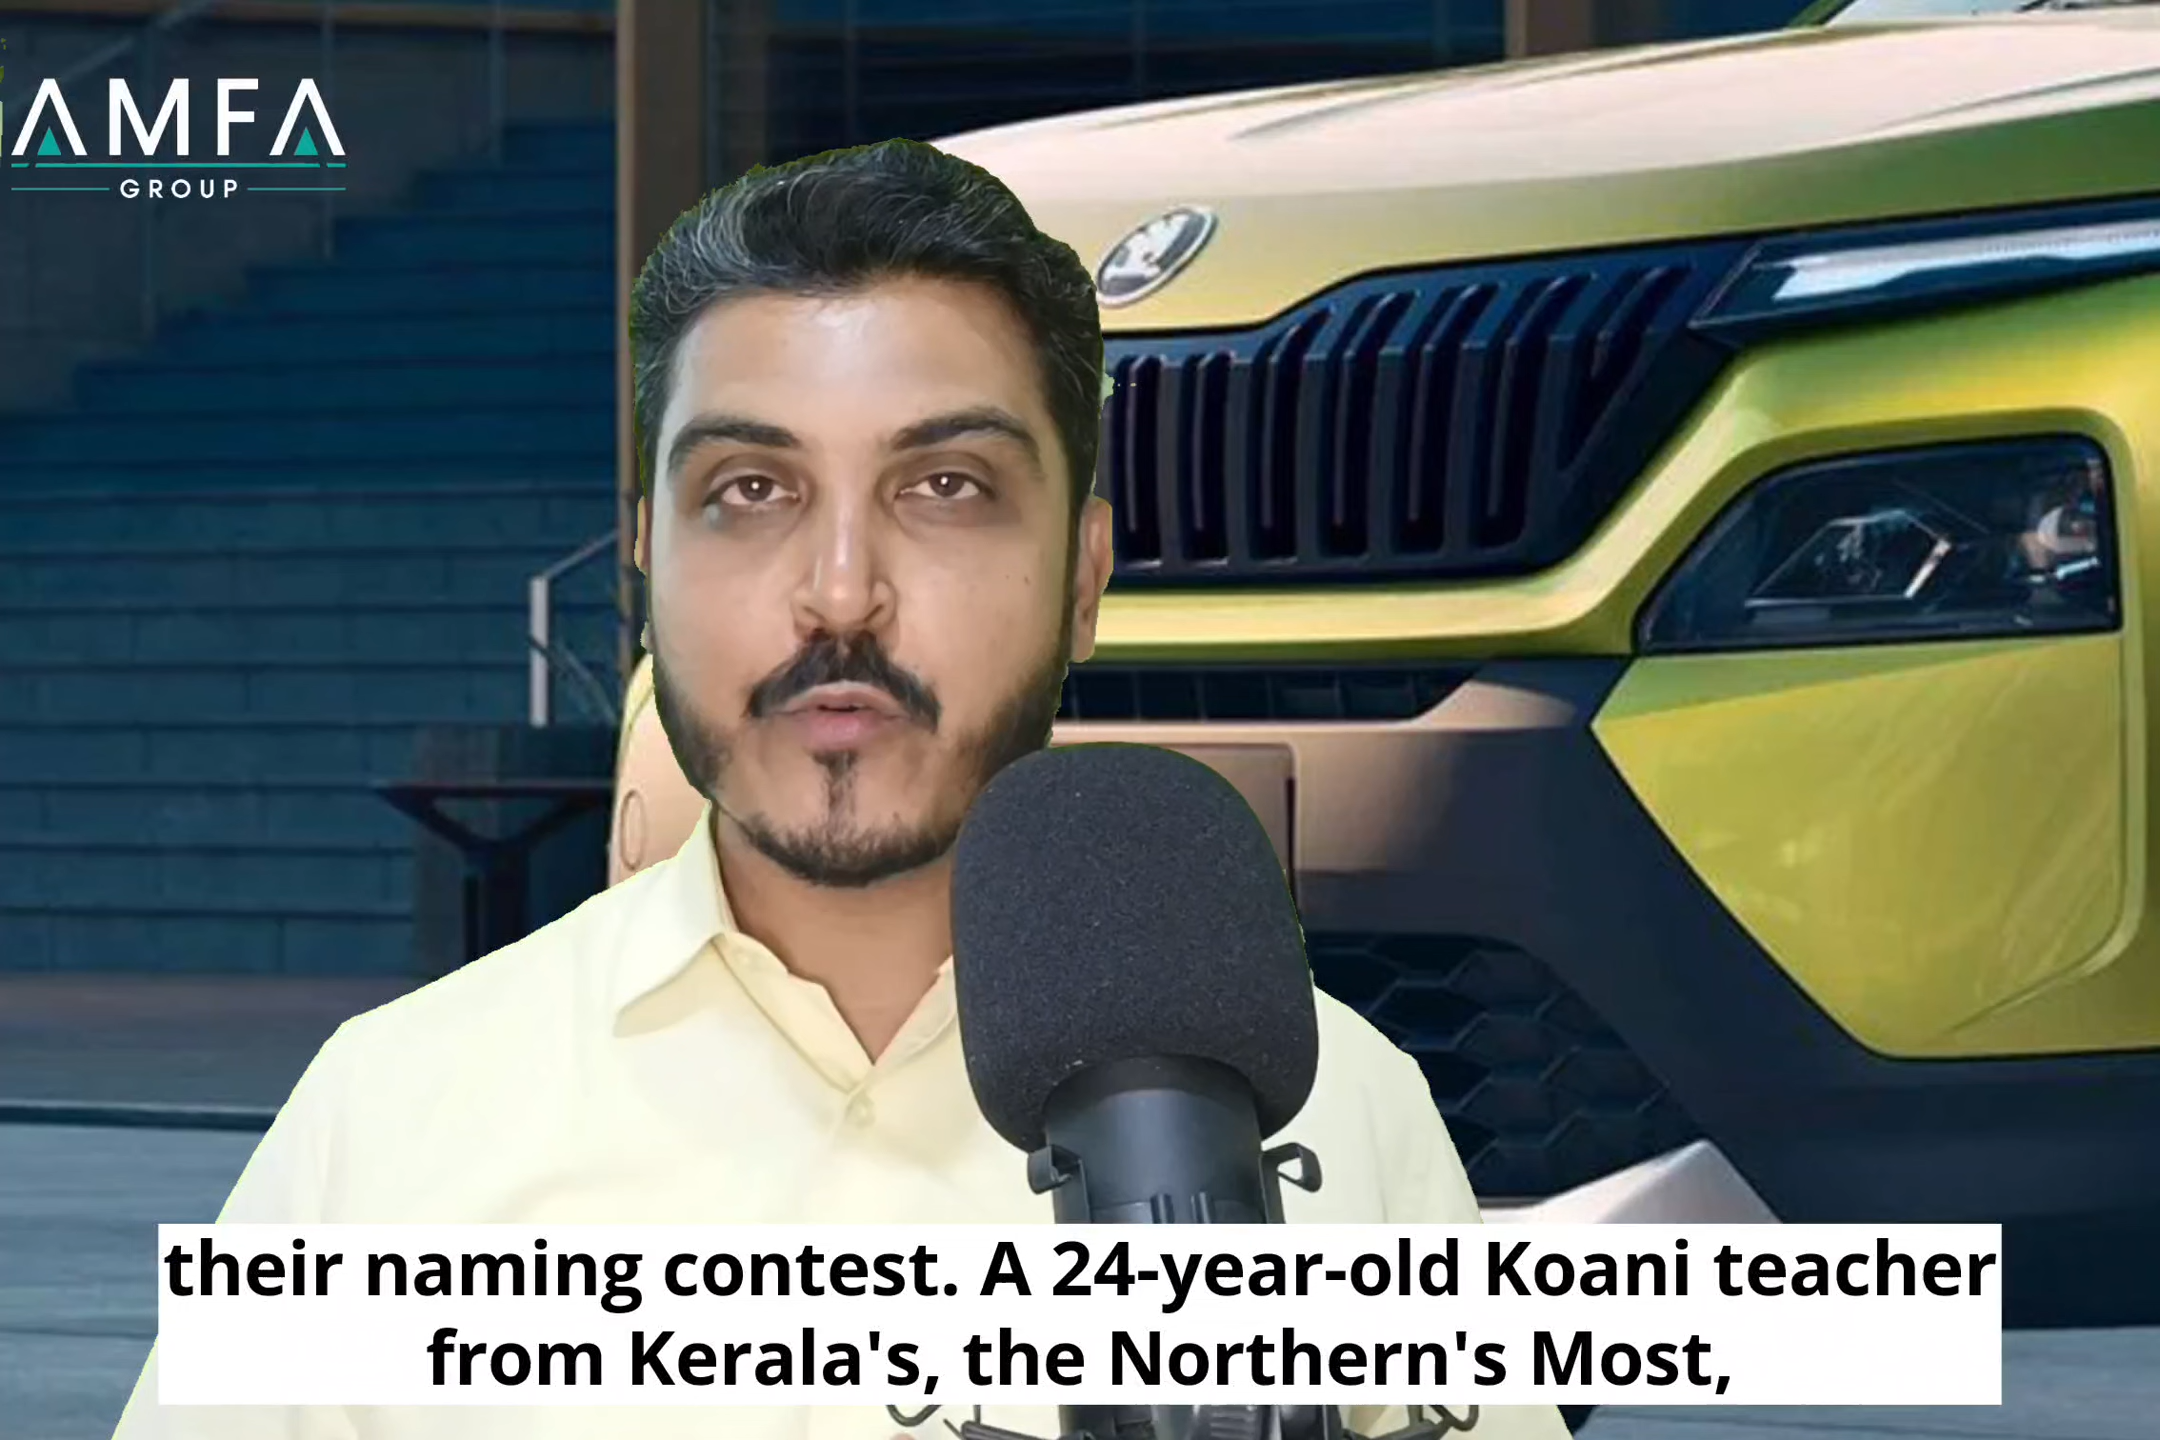 AMFA
GROUP
their naming contest. A 24-year-old Koani teacher
from Kerala's, the Northern's Most,